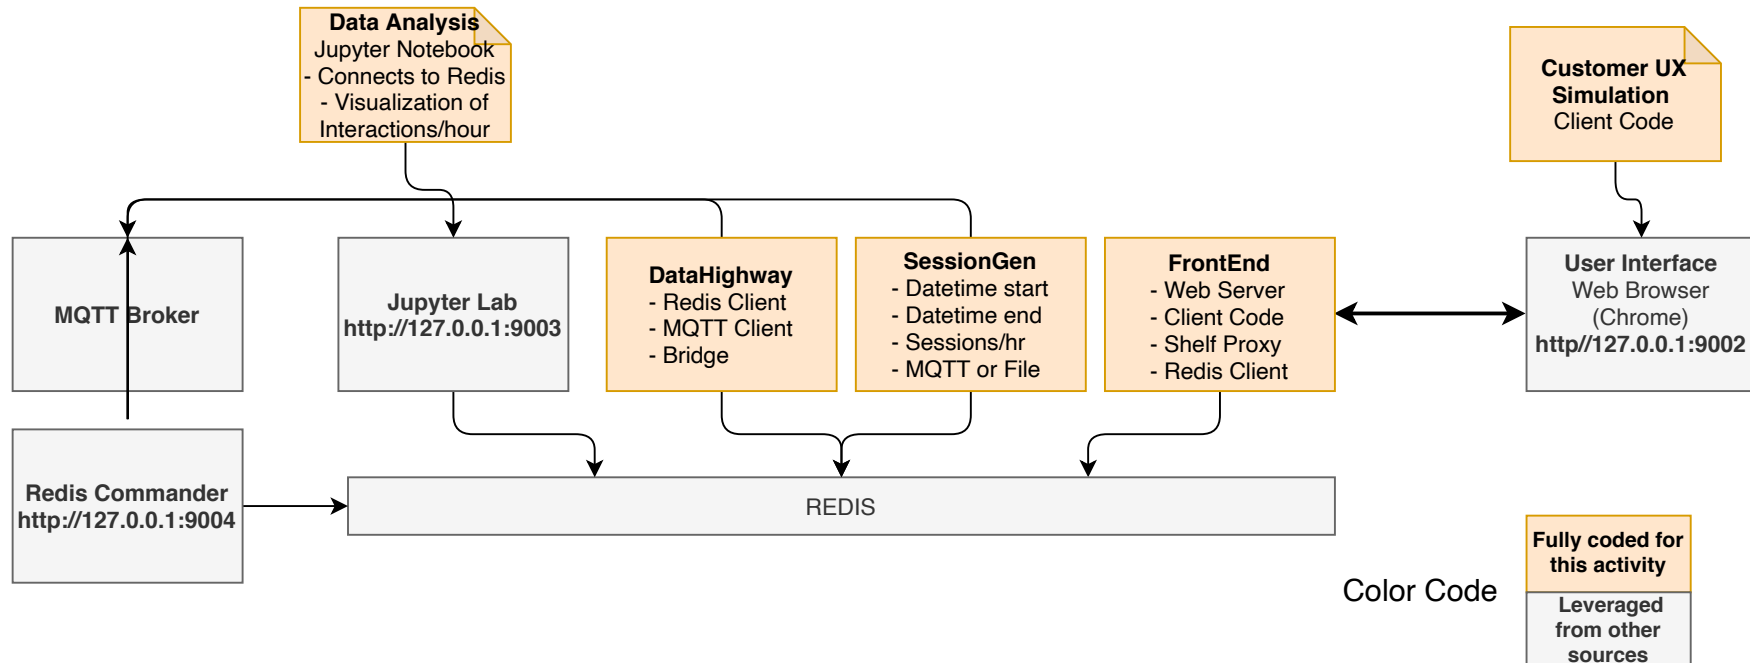 Data Analysis
Jupyter Notebook
- Connects to Redis
- Visualization of
Interactions/hour
Customer UX
Simulation
Client Code
MQTT Broker
Jupyter Lab
http://127.0.0.1:9003
DataHighway
- Redis Client
- MQTT Client
- Bridge
SessionGen
- Datetime start
- Datetime end
- Sessions/hr
- MQTT or File
FrontEnd
- Web Server
- Client Code
- Shelf Proxy
- Redis Client
User Interface
Web Browser
(Chrome)
http//127.0.0.1:9002
Redis Commander
http://127.0.0.1:9004
REDIS
Color Code
Fully coded for
this activity
Leveraged
from other
sources